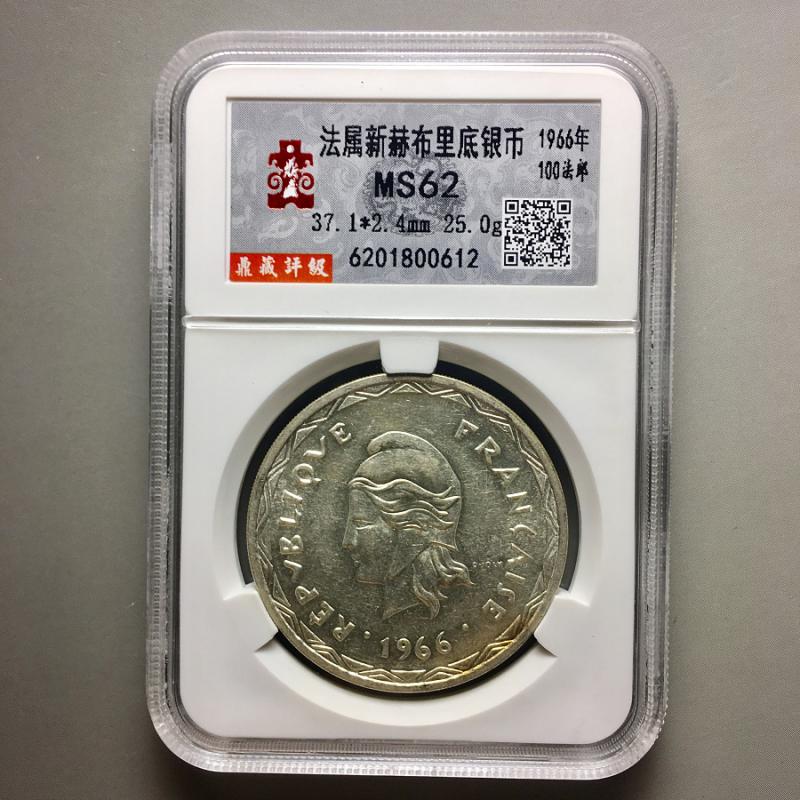 法属新赫布里底银币 1966年
100法郎
MS62
37.1*2.4mm 25.0g
鼎藏評級 6201800612
RÉPVBLIQVE FRANÇAISE
· 1966 ·